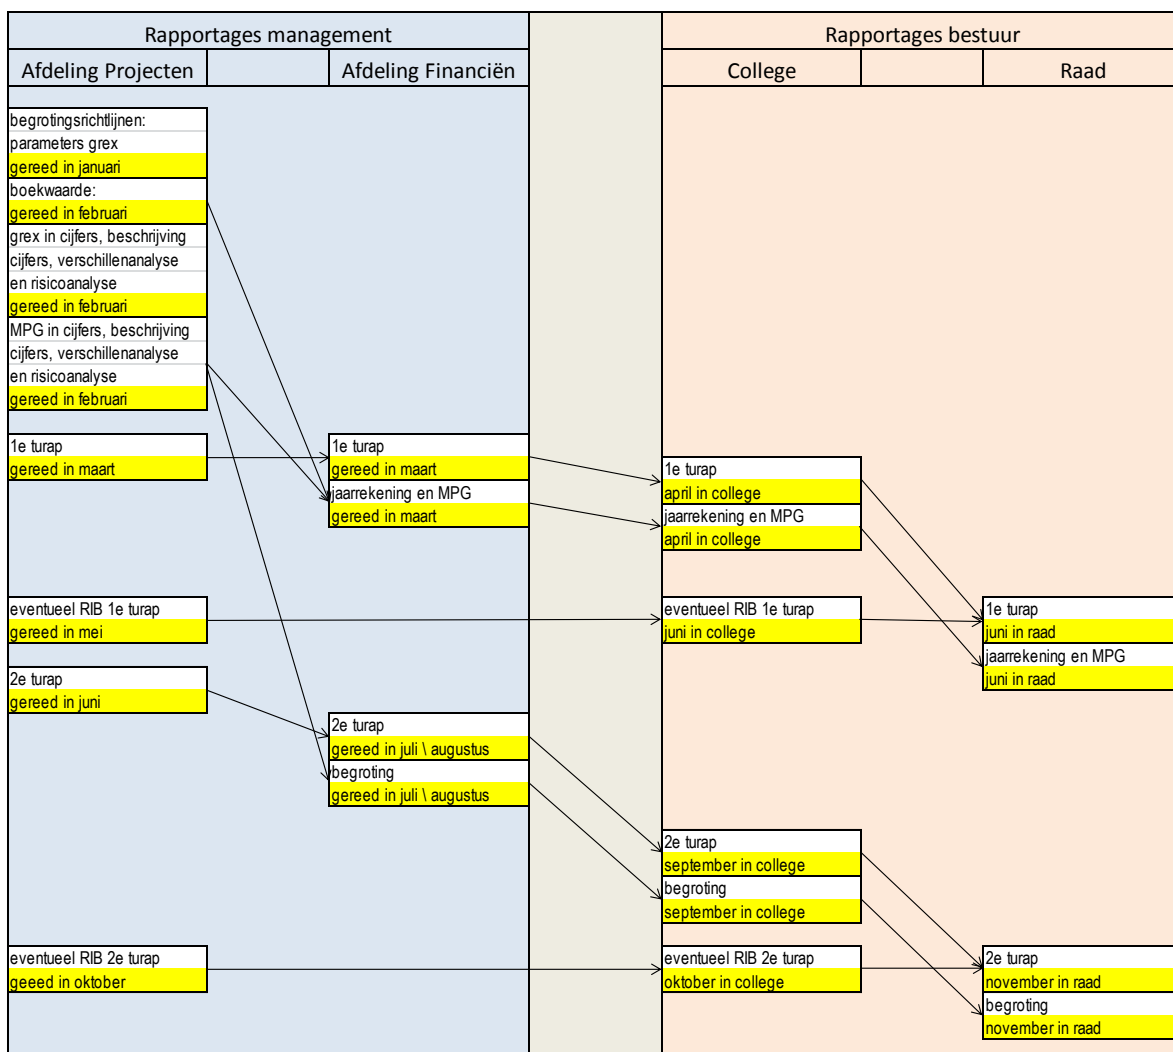 Rapportages management
Rapportages bestuur
Afdeling Projecten
Afdeling Financiën
College
Raad
begrotingsrichtlijnen:
parameters grex
gereed in januari
boekwaarde:
gereed in februari
grex in cijfers, beschrijving
cijfers, verschillenanalyse
en risicoanalyse
gereed in februari
MPG in cijfers, beschrijving
cijfers, verschillenanalyse
en risicoanalyse
gereed in februari
1e turap
gereed in maart
1e turap
gereed in maart
jaarrekening en MPG
gereed in maart
1e turap
april in college
jaarrekening en MPG
april in college
eventueel RIB 1e turap
gereed in mei
eventueel RIB 1e turap
juni in college
1e turap
juni in raad
jaarrekening en MPG
juni in raad
2e turap
gereed in juni
2e turap
gereed in juli \ augustus
begroting
gereed in juli \ augustus
2e turap
september in college
begroting
september in college
eventueel RIB 2e turap
geeed in oktober
eventueel RIB 2e turap
oktober in college
2e turap
november in raad
begroting
november in raad